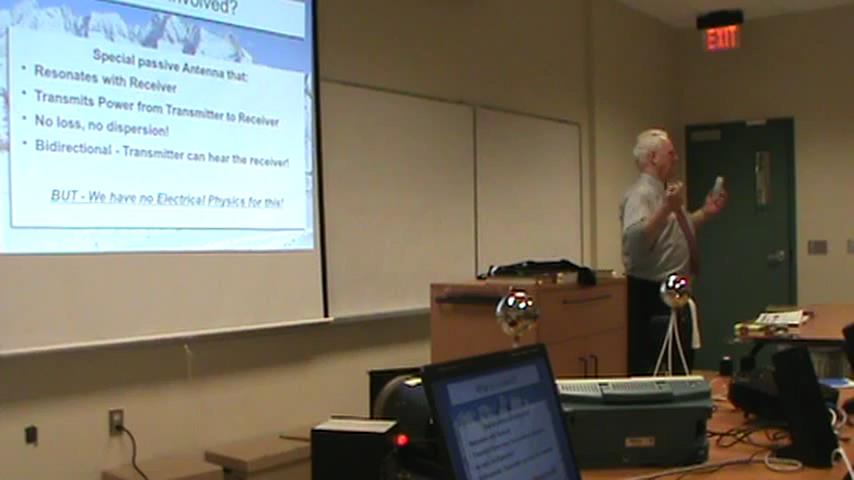 involved?
Special passive Antenna that:
• Resonates with Receiver
• Transmits Power from Transmitter to Receiver
• No loss, no dispersion!
• Bidirectional - Transmitter can hear the receiver!
BUT - We have no Electrical Physics for this!
EXIT